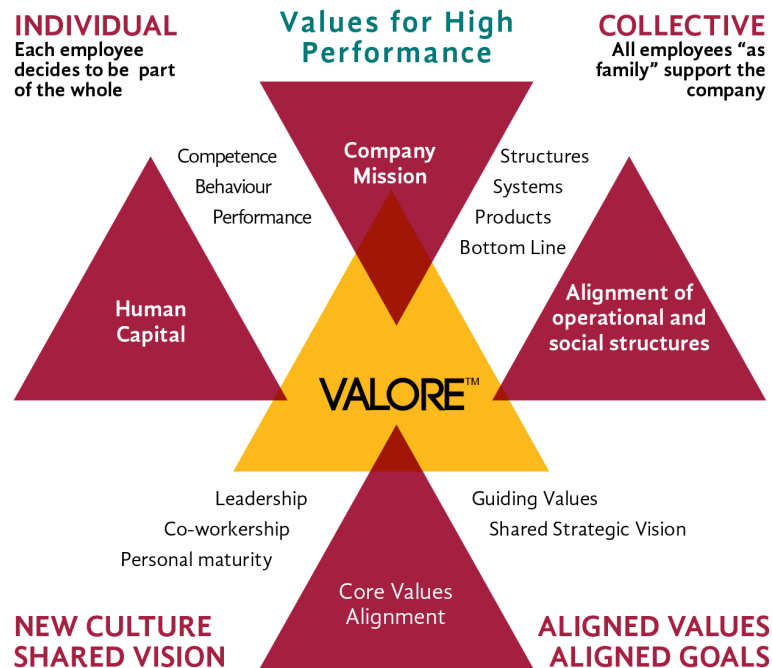 INDIVIDUAL
Each employee
decides to be part
of the whole
Values for High
Performance
COLLECTIVE
All employees “as
family” support the
company
Competence
Behaviour
Performance
Company
Mission
Structures
Systems
Products
Bottom Line
Human
Capital
Alignment of
operational and
social structures
VALORE™
Leadership
Co-workership
Personal maturity
Guiding Values
Shared Strategic Vision
Core Values
Alignment
NEW CULTURE
SHARED VISION
ALIGNED VALUES
ALIGNED GOALS